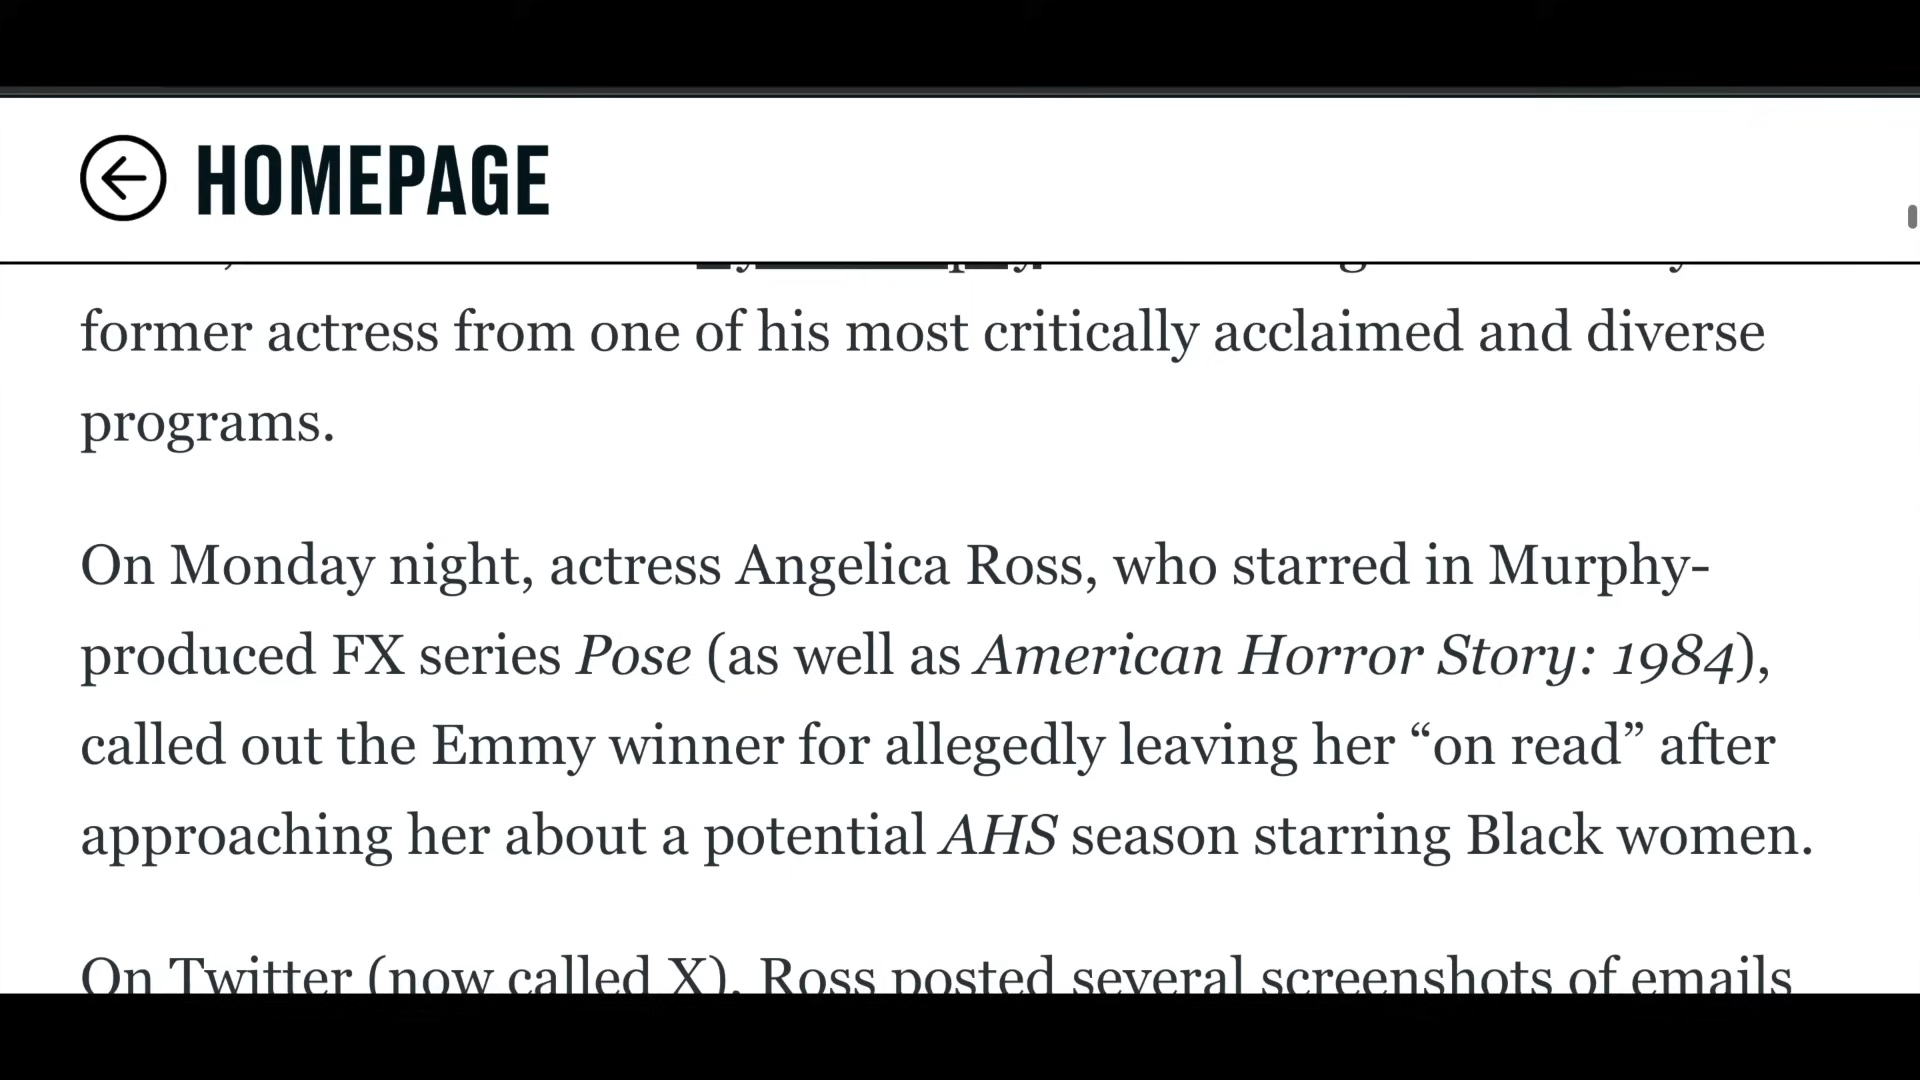 HOMEPAGE
former actress from one of his most critically acclaimed and diverse
programs.
On Monday night, actress Angelica Ross, who starred in Murphy-
produced FX series Pose (as well as American Horror Story: 1984),
called out the Emmy winner for allegedly leaving her “on read” after
approaching her about a potential AHS season starring Black women.
On Twitter (now called X), Ross posted several screenshots of emails